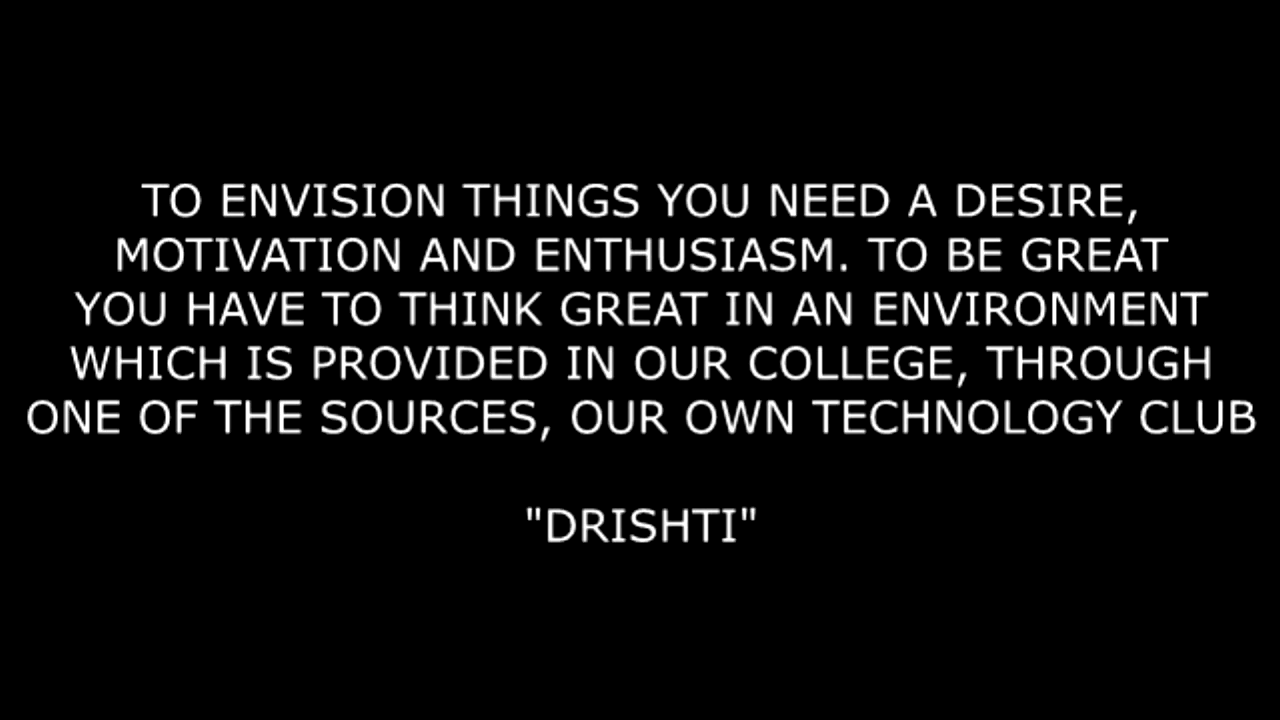 TO ENVISION THINGS YOU NEED A DESIRE,
MOTIVATION AND ENTHUSIASM. TO BE GREAT
YOU HAVE TO THINK GREAT IN AN ENVIRONMENT
WHICH IS PROVIDED IN OUR COLLEGE, THROUGH
ONE OF THE SOURCES, OUR OWN TECHNOLOGY CLUB
"DRISHTI"